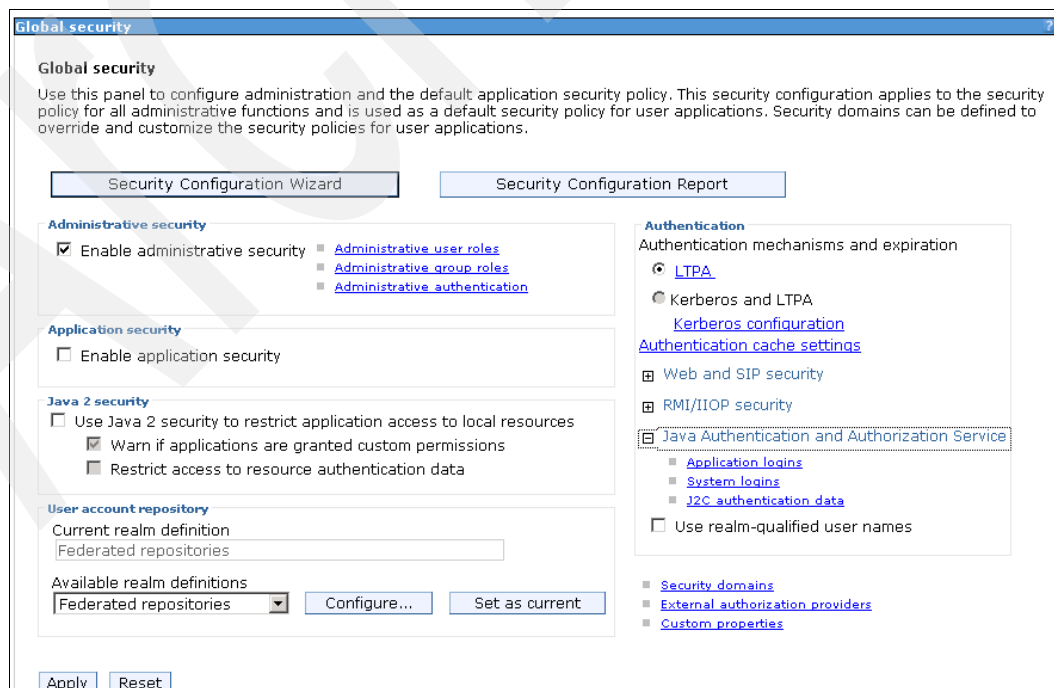 Global security
?
Global security
Use this panel to configure administration and the default application security policy. This security configuration applies to the security
policy for all administrative functions and is used as a default security policy for user applications. Security domains can be defined to
override and customize the security policies for user applications.
Security Configuration Wizard
Security Configuration Report
Administrative security
Enable administrative security
Administrative user roles
Administrative group roles
Administrative authentication
Application security
Enable application security
Java 2 security
Use Java 2 security to restrict application access to local resources
Warn if applications are granted custom permissions
Restrict access to resource authentication data
User account repository
Current realm definition
Federated repositories
Available realm definitions
Federated repositories
Configure...
Set as current
Authentication
Authentication mechanisms and expiration
LTPA
Kerberos and LTPA
Kerberos configuration
Authentication cache settings
Web and SIP security
RMI/IIOP security
Java Authentication and Authorization Service
Application logins
System logins
J2C authentication data
Use realm-qualified user names
Security domains
External authorization providers
Custom properties
Apply
Reset